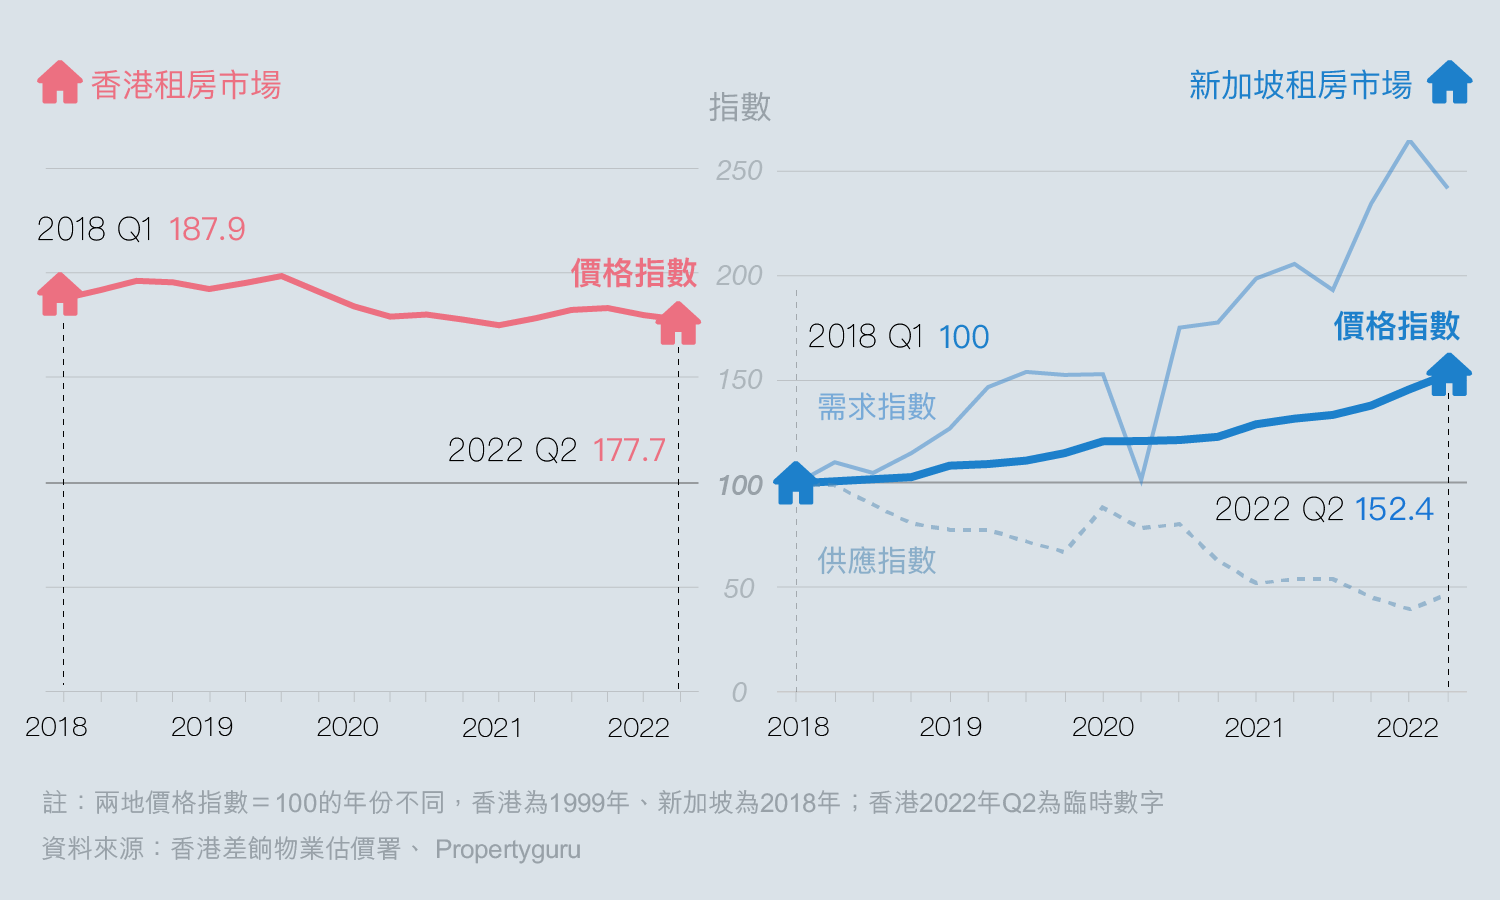 香港租房市場
新加坡租房市場
指數
250
200
150
100
50
0
2018 Q1 187.9
價格指數
2022 Q2 177.7
2018 Q1 100
價格指數
需求指數
2022 Q2 152.4
供應指數
2018 2019 2020 2021 2022
2018 2019 2020 2021 2022
註：兩地價格指數＝100的年份不同，香港為1999年、新加坡為2018年；香港2022年Q2為臨時數字
資料來源：香港差餉物業估價署、 Propertyguru